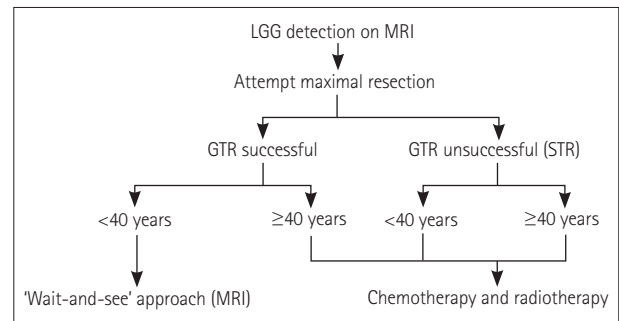 LGG detection on MRI
Attempt maximal resection
GTR successful GTR unsuccessful (STR)
<40 years ≥40 years <40 years ≥40 years
'Wait-and-see' approach (MRI) Chemotherapy and radiotherapy